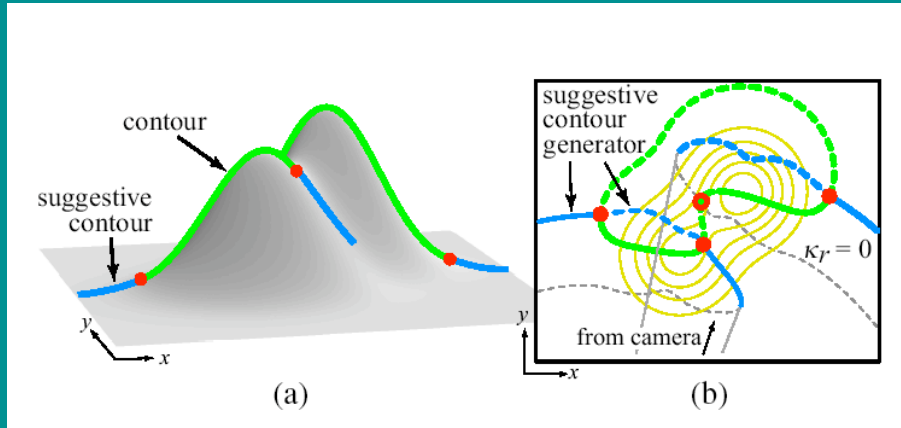 contour
suggestive
contour
y
x
(a)
suggestive
contour
generator
κr = 0
from camera
y
x
(b)